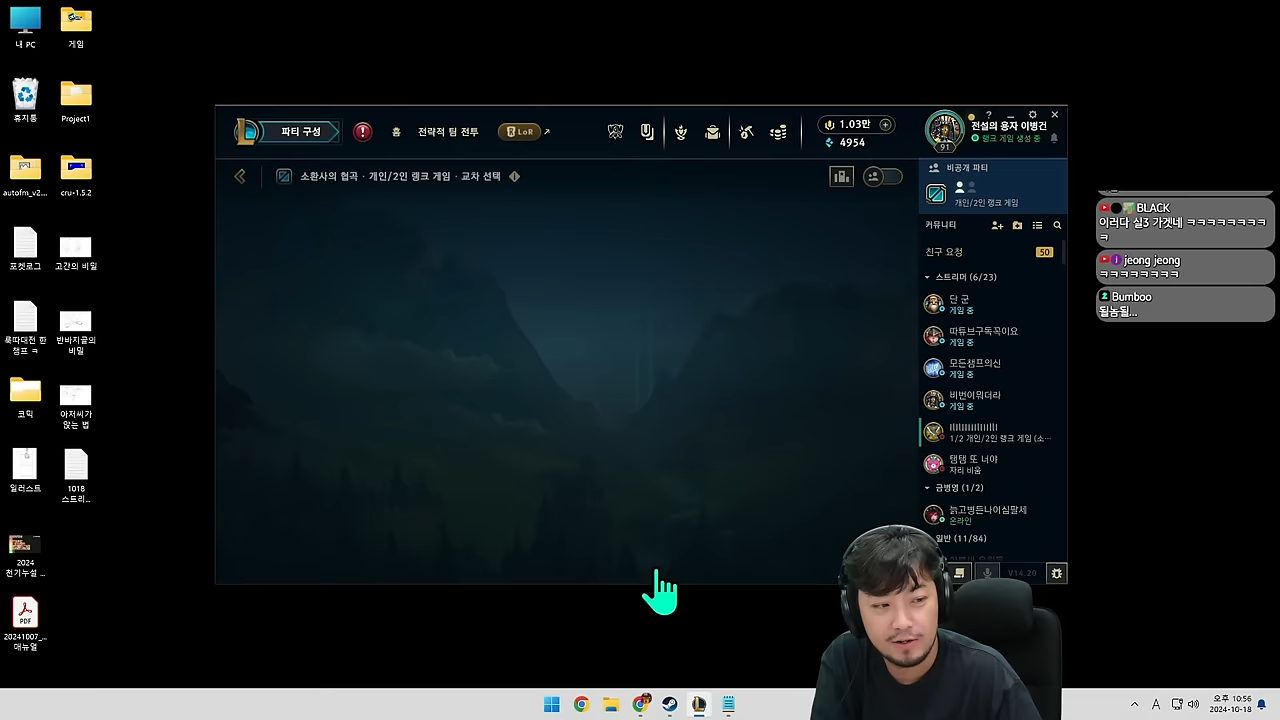 내 PC
게임
휴지통
Project1
autofm_v2...
cru-1.5.2
포켓로그
고간의 비밀
룩따대전 한
잼프 ㅋ
반바지글의
비밀
코믹
아저씨가
앉는 법
일러스트
1018
스트리...
2024
천기누설 ...
PDF
20241007_...
매뉴얼
파티 구성
홈
전략적 팀 전투
LoR
1.03만
4954
91
전설의 용자 이병건
랭크 게임 생성 중
소환사의 협곡 · 개인/2인 랭크 게임 · 교차 선택
비공개 파티
개인/2인 랭크 게임
커뮤니티
친구 요청
50
스트리머 (6/23)
단 군
게임 중
따튜브구독꼭이요
게임 중
모든챔프의신
게임 중
비번이뭐더라
게임 중
1/2 개인/2인 랭크 게임 (소...
탬탬 또 너야
자리 비움
금병영 (1/2)
늙고병든나이십팔세
온라인
일반 (11/84)
V14.20
BLACK
이러다 실3 가겟네 ㅋㅋㅋㅋㅋㅋㅋㅋ
ㅋ
jeong jeong
ㅋㅋㅋㅋㅋㅋㅋㅋ
Bumboo
될놈될...
A
오후 10:56
2024-10-18